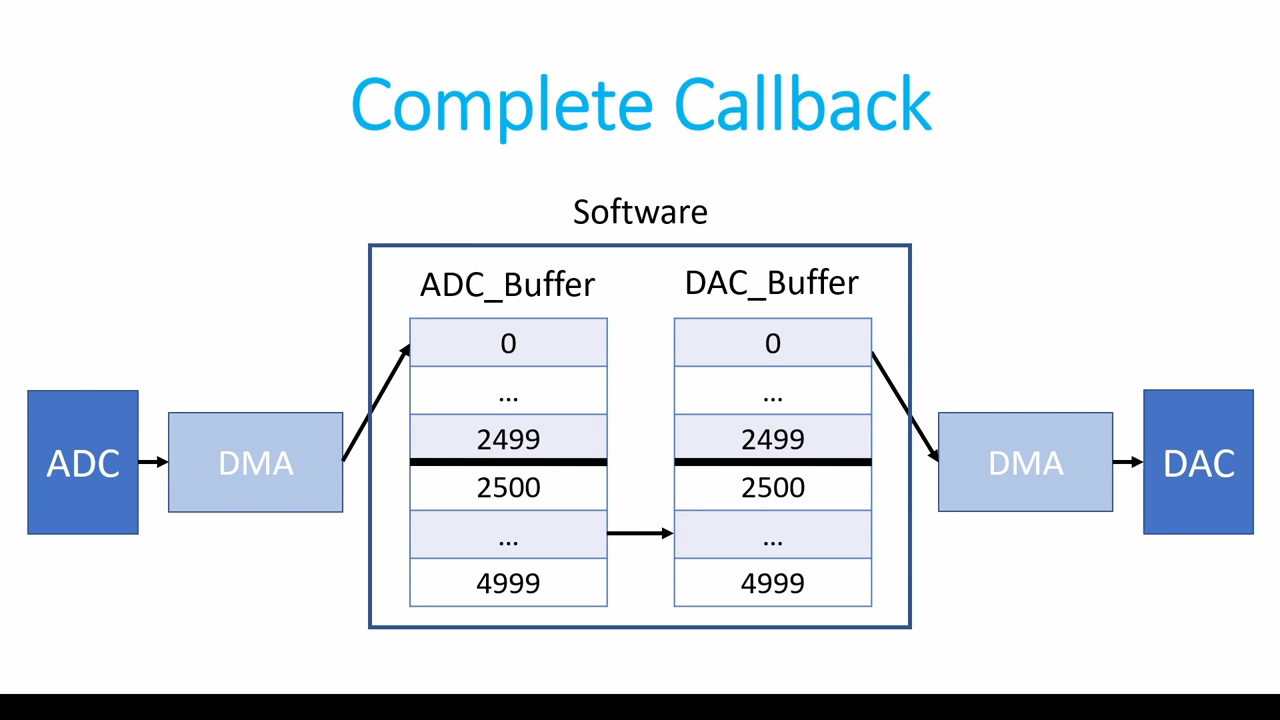 Complete Callback
Software
ADC_Buffer
DAC_Buffer
0
...
2499
2500
...
4999
0
...
2499
2500
...
4999
ADC
DMA
DMA
DAC